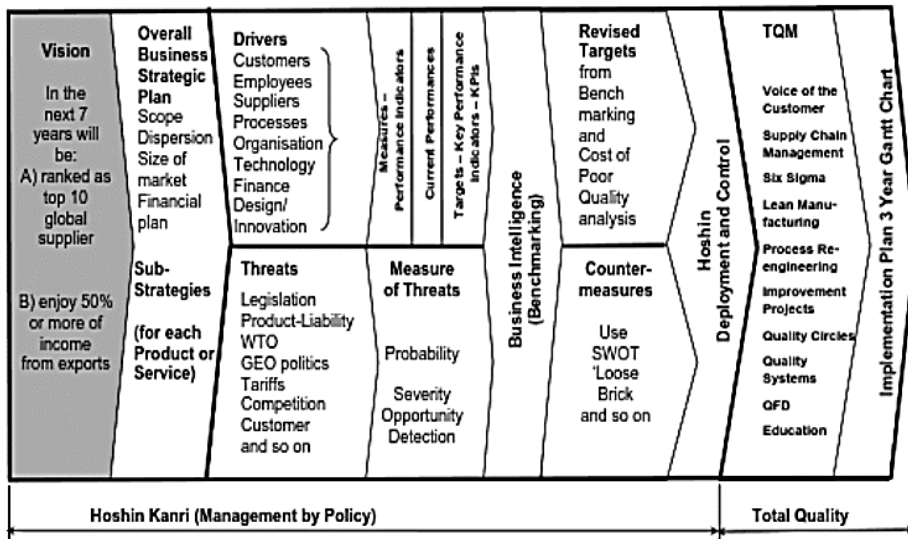 Vision
In the
next 7
years will
be:
A) ranked as
top 10
global
supplier
B) enjoy 50%
or more of
income
from exports
Overall
Business
Strategic
Plan
Scope
Dispersion
Size of
market
Financial
plan
Sub-
Strategies
(for each
Product or
Service)
Drivers
Customers
Employees
Suppliers
Processes
Organisation
Technology
Finance
Design/
Innovation
Threats
Legislation
Product-Liability
WTO
GEO politics
Tariffs
Competition
Customer
and so on
Measures –
Performance Indicators
Current Performances
Targets – Key Performance
Indicators – KPIs
Measure
of Threats
Probability
Severity
Opportunity
Detection
Business Intelligence
(Benchmarking)
Revised
Targets
from
Bench
marking
and
Cost of
Poor
Quality
analysis
Counter-
measures
Use
SWOT
'Loose
Brick
and so on
Hoshin
Deployment and Control
TQM
Voice of the
Customer
Supply Chain
Management
Six Sigma
Lean Manu-
facturing
Process Re-
engineering
Improvement
Projects
Quality Circles
Quality
Systems
QFD
Education
Implementation Plan 3 Year Gantt Chart
Hoshin Kanri (Management by Policy)
Total Quality